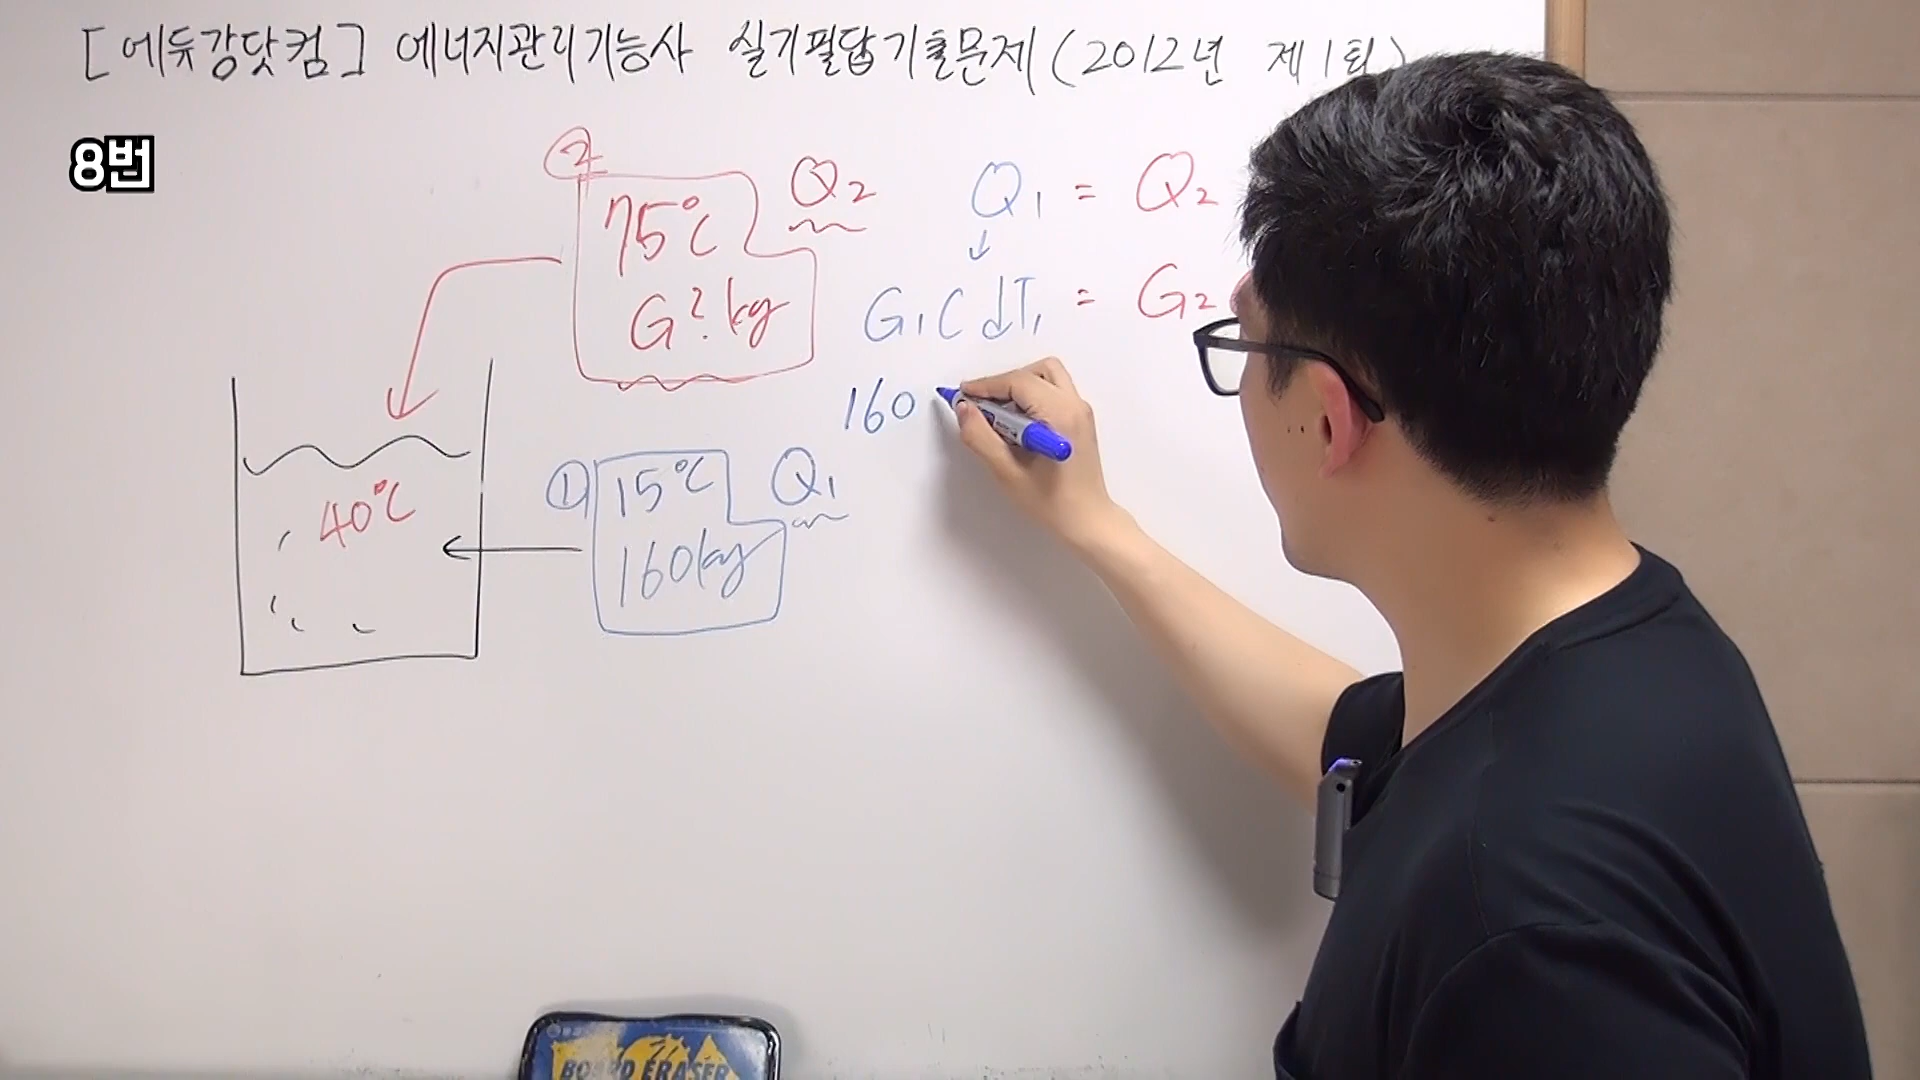 [에듀강닷컴] 에너지관리기능사 실기필답기출문제(2012년 제1회)
8번
② Q₂
75℃
G? kg
Q₁ = Q₂
↓
G₁ C dT₁ = G₂
160
40℃
① 15℃ Q₁
160kg
BOARD ERASER